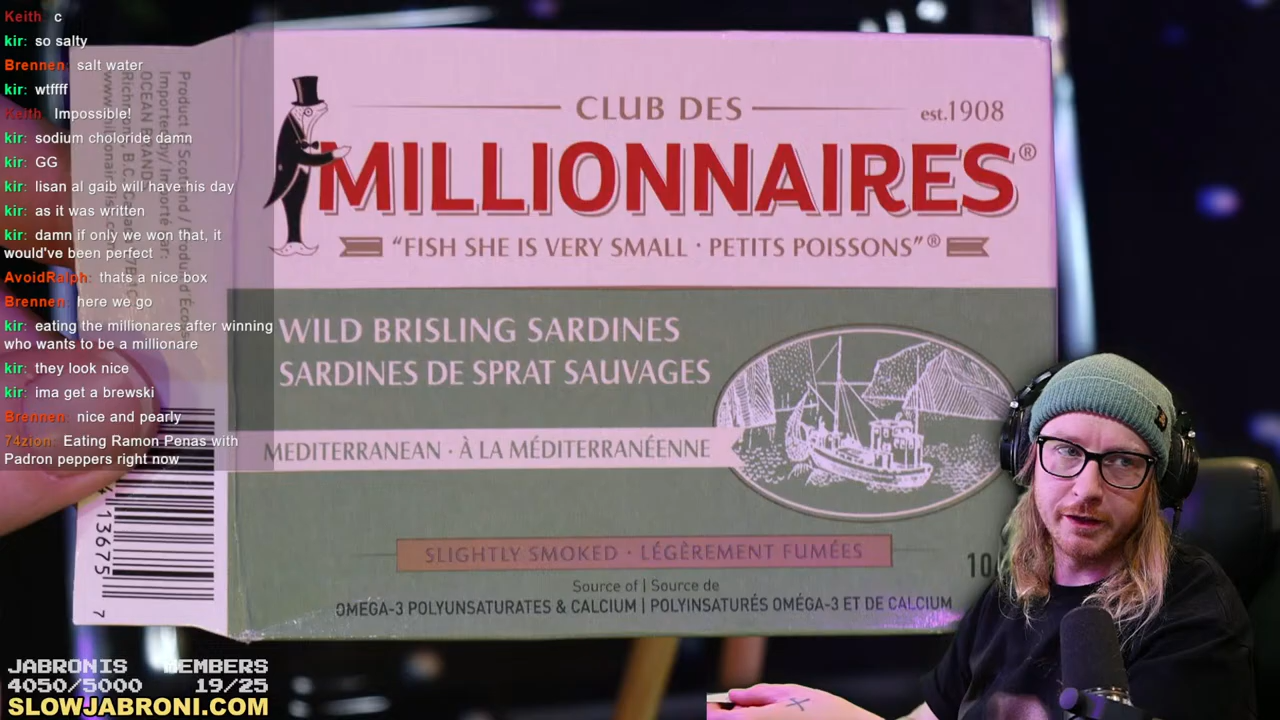 Keith: c
kir: so salty
Brennen: salt water
kir: wtffff
Keith: Impossible!
kir: sodium choloride damn
kir: GG
kir: lisan al gaib will have his day
kir: as it was written
kir: damn if only we won that, it
would've been perfect
AvoidRalph: thats a nice box
Brennen: here we go
kir: eating the millionares after winning
who wants to be a millionare
kir: they look nice
kir: ima get a brewski
Brennen: nice and pearly
74zion: Eating Ramon Penas with
Padron peppers right now
CLUB DES
est.1908
MILLIONNAIRES®
“FISH SHE IS VERY SMALL · PETITS POISSONS”®
WILD BRISLING SARDINES
SARDINES DE SPRAT SAUVAGES
MEDITERRANEAN · À LA MÉDITERRANÉENNE
SLIGHTLY SMOKED · LÉGÈREMENT FUMÉES
Source of | Source de
OMEGA-3 POLYUNSATURATES & CALCIUM | POLYINSATURÉS OMÉGA-3 ET DE CALCIUM
13675
7
JABRONIS MEMBERS
4050/5000 19/25
SLOWJABRONI.COM